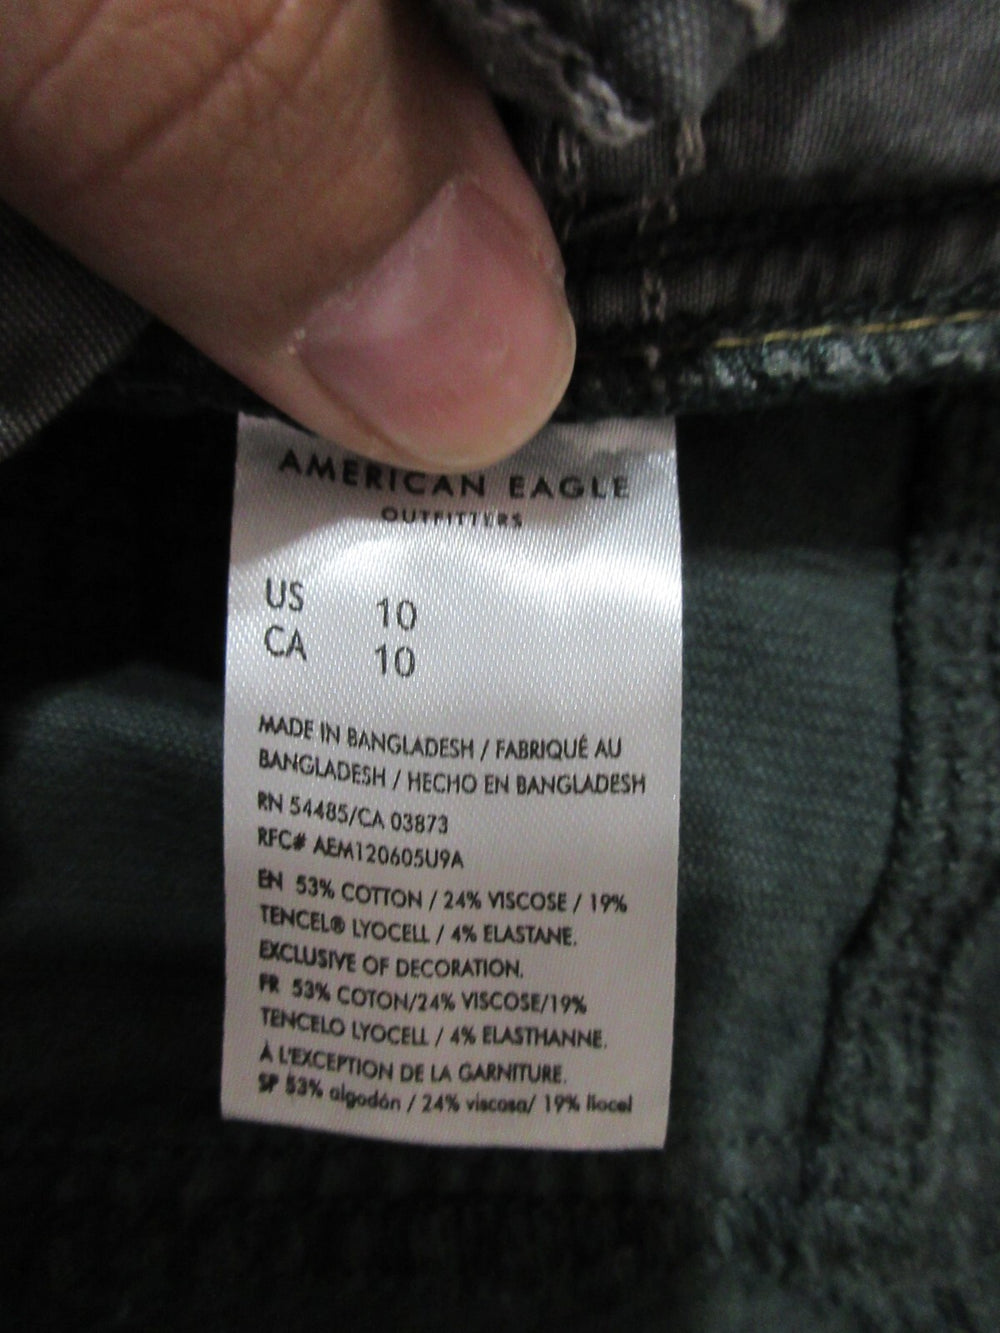 AMERICAN EAGLE
OUTFITTERS
US 10
CA 10
MADE IN BANGLADESH / FABRIQUÉ AU
BANGLADESH / HECHO EN BANGLADESH
RN 54485/CA 03873
RFC# AEM120605U9A
EN 53% COTTON / 24% VISCOSE / 19%
TENCEL® LYOCELL / 4% ELASTANE.
EXCLUSIVE OF DECORATION.
FR 53% COTON/24% VISCOSE/19%
TENCELO LYOCELL / 4% ELASTHANNE.
À L'EXCEPTION DE LA GARNITURE.
SP 53% algodón / 24% viscosa/ 19% liocel